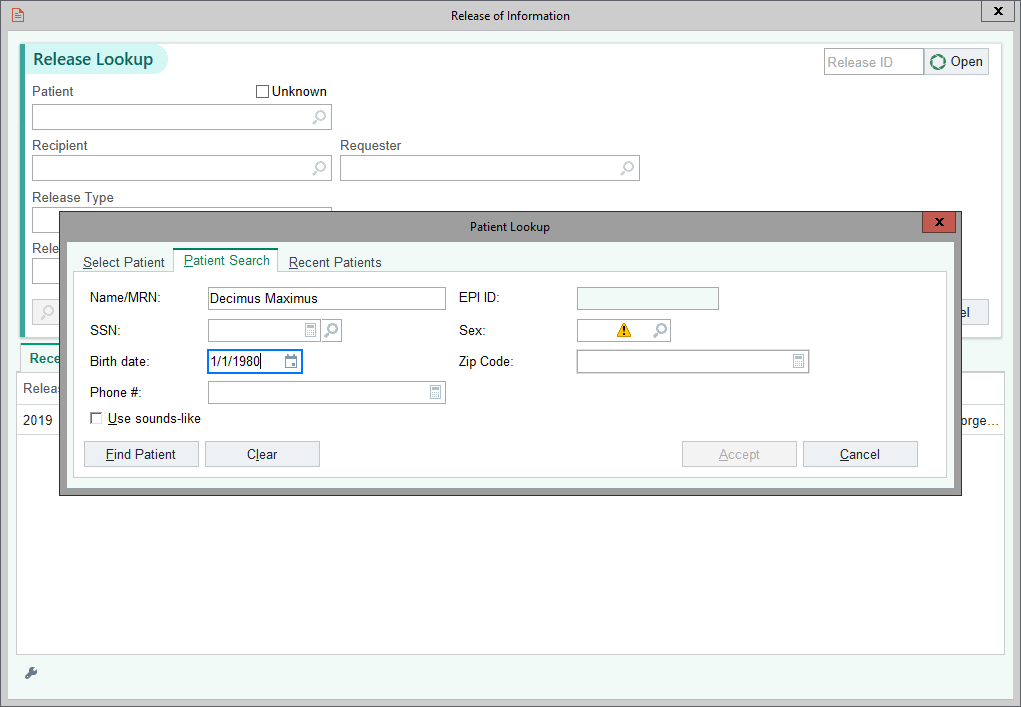 Release of Information
x
Release Lookup
Release ID
Open
Patient
Unknown
Recipient
Requester
Release Type
Patient Lookup
x
Rele
Select Patient
Patient Search
Recent Patients
Name/MRN:
Decimus Maximus
EPI ID:
SSN:
Sex:
el
Birth date:
1/1/1980
Zip Code:
Rece
Releas
Phone #:
2019
Use sounds-like
orge...
Find Patient
Clear
Accept
Cancel